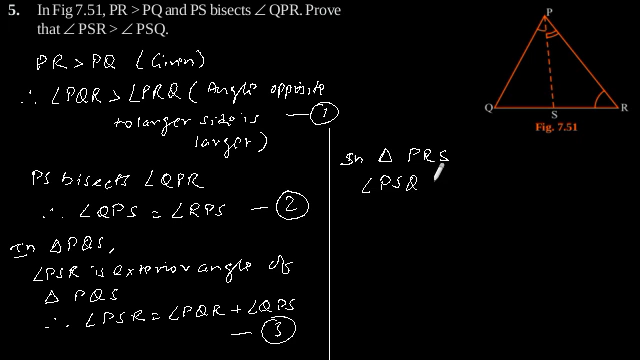 5. In Fig 7.51, PR > PQ and PS bisects ∠ QPR. Prove
that ∠ PSR > ∠ PSQ.
PR > PQ (Given)
∴ ∠PQR > ∠PRQ (Angle opposite
to larger side is
larger) — 1
PS bisects ∠QPR
∴ ∠QPS = ∠RPS — 2
In △PQS,
∠PSR is exterior angle of
△ PQS
∴ ∠PSR = ∠PQR + ∠QPS
— 3
In △ PRS
∠PSQ
P
Q
S
R
Fig. 7.51